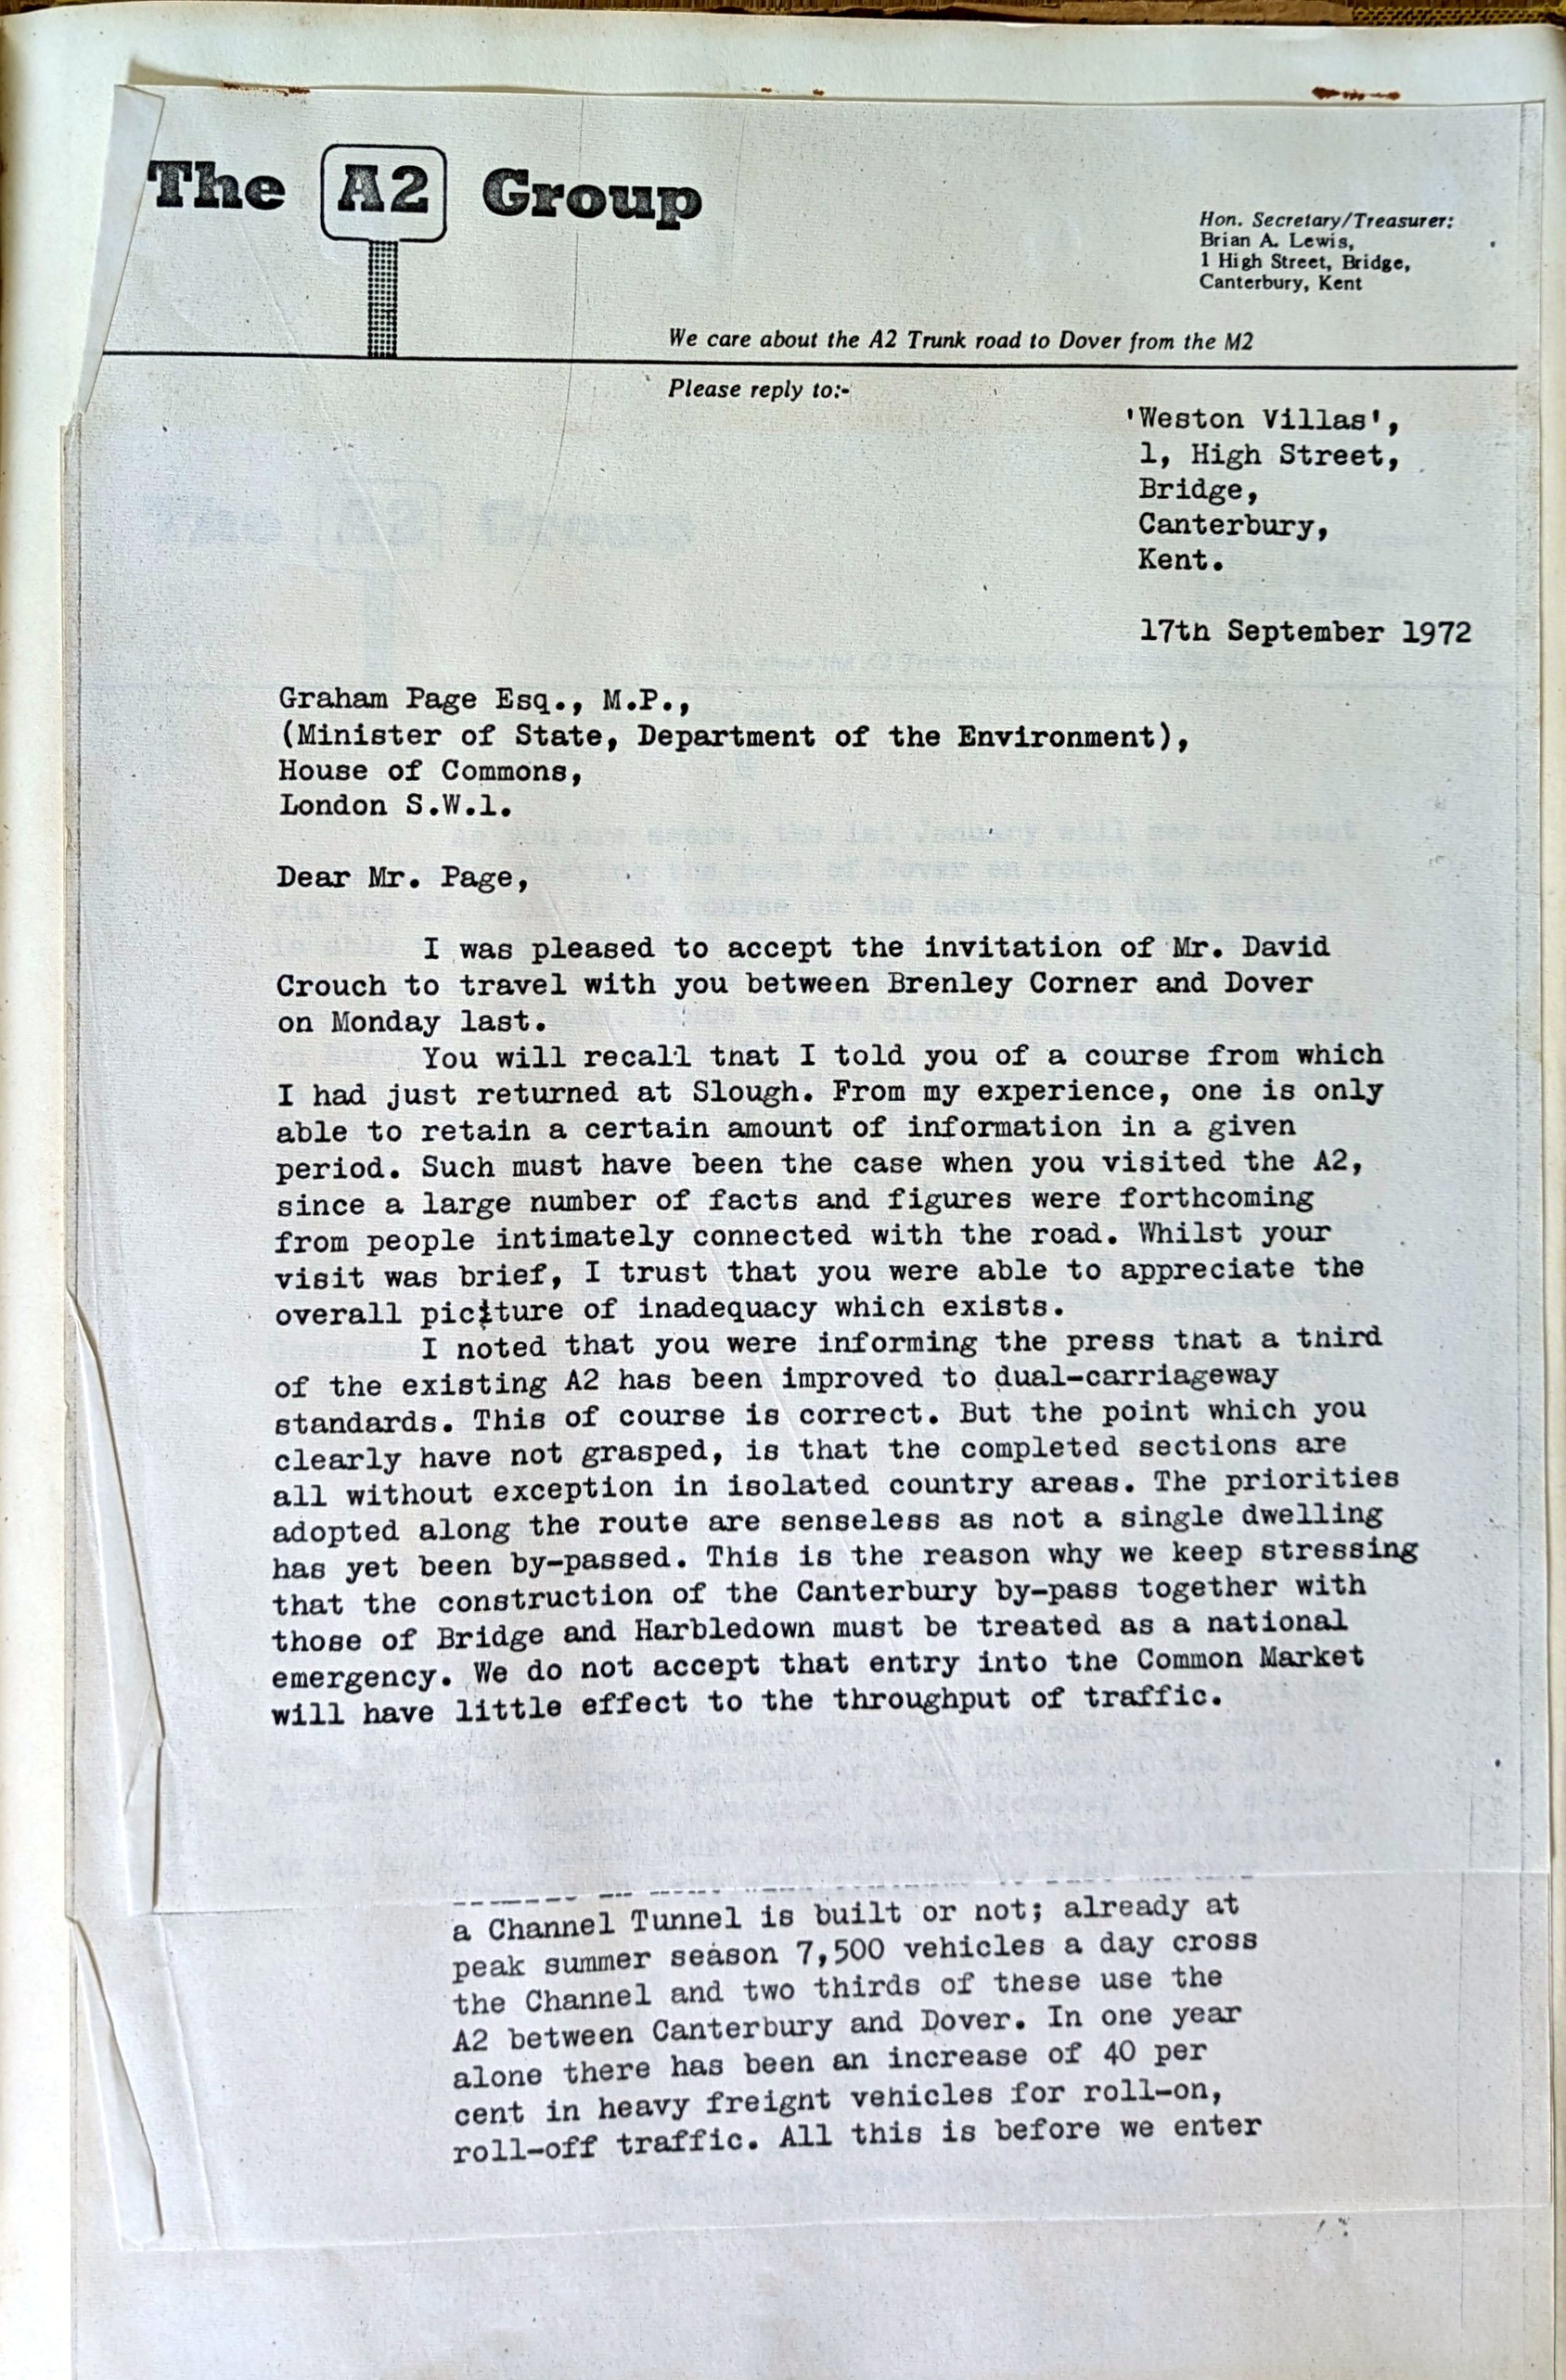 The A2 Group
Hon. Secretary/Treasurer:
Brian A. Lewis,
1 High Street, Bridge,
Canterbury, Kent
We care about the A2 Trunk road to Dover from the M2
Please reply to:-
'Weston Villas',
1, High Street,
Bridge,
Canterbury,
Kent.
17th September 1972
Graham Page Esq., M.P.,
(Minister of State, Department of the Environment),
House of Commons,
London S.W.1.
Dear Mr. Page,
I was pleased to accept the invitation of Mr. David
Crouch to travel with you between Brenley Corner and Dover
on Monday last.
You will recall that I told you of a course from which
I had just returned at Slough. From my experience, one is only
able to retain a certain amount of information in a given
period. Such must have been the case when you visited the A2,
since a large number of facts and figures were forthcoming
from people intimately connected with the road. Whilst your
visit was brief, I trust that you were able to appreciate the
overall picture of inadequacy which exists.
I noted that you were informing the press that a third
of the existing A2 has been improved to dual-carriageway
standards. This of course is correct. But the point which you
clearly have not grasped, is that the completed sections are
all without exception in isolated country areas. The priorities
adopted along the route are senseless as not a single dwelling
has yet been by-passed. This is the reason why we keep stressing
that the construction of the Canterbury by-pass together with
those of Bridge and Harbledown must be treated as a national
emergency. We do not accept that entry into the Common Market
will have little effect to the throughput of traffic.
a Channel Tunnel is built or not; already at
peak summer season 7,500 vehicles a day cross
the Channel and two thirds of these use the
A2 between Canterbury and Dover. In one year
alone there has been an increase of 40 per
cent in heavy freight vehicles for roll-on,
roll-off traffic. All this is before we enter